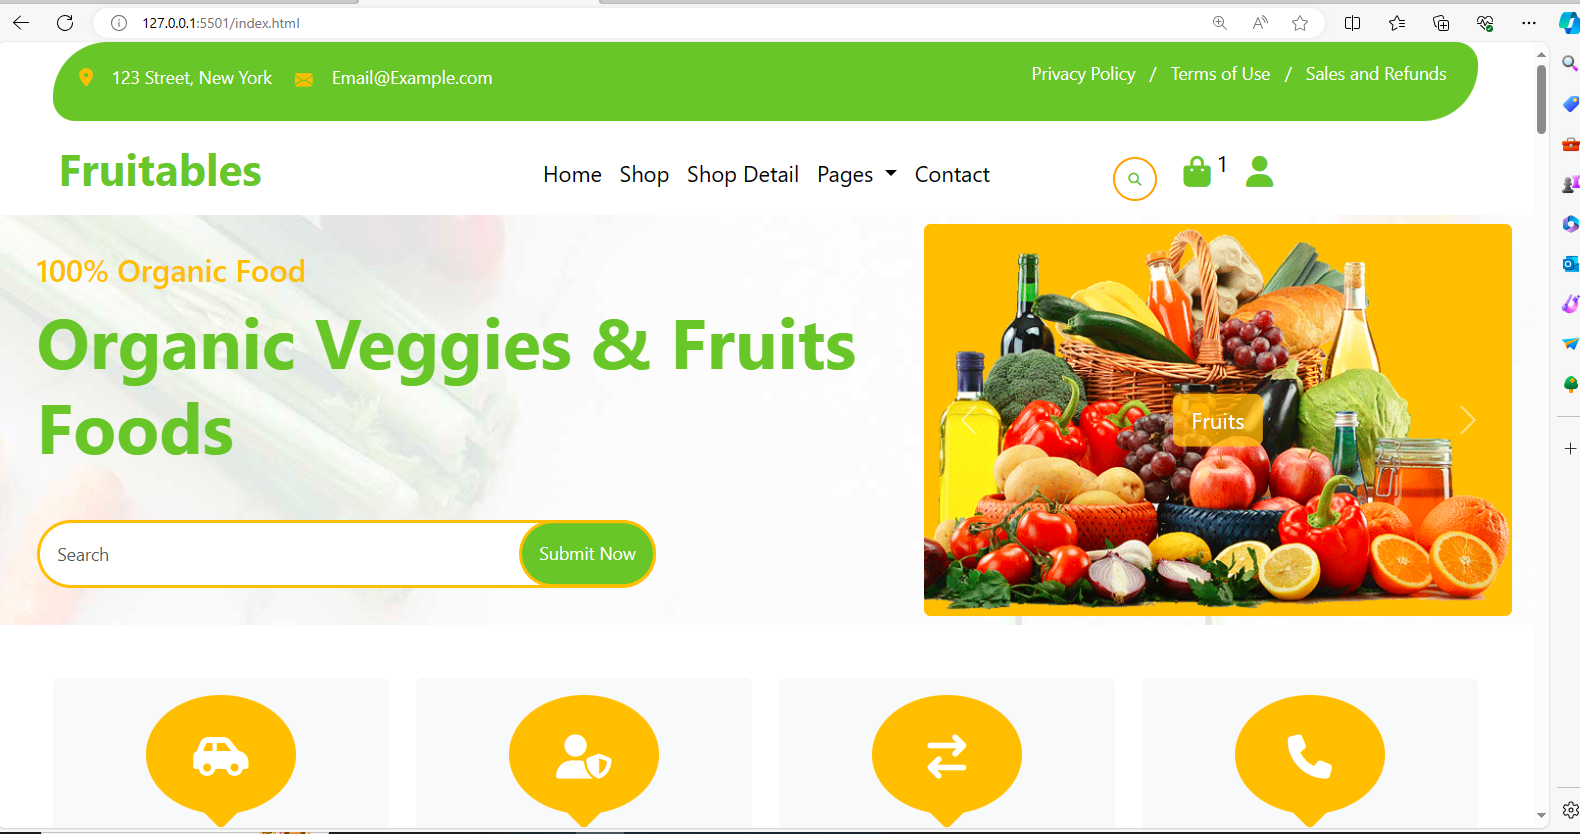 127.0.0.1:5501/index.html
123 Street, New York Email@Example.com Privacy Policy / Terms of Use / Sales and Refunds
Fruitables Home Shop Shop Detail Pages Contact 1
100% Organic Food
Organic Veggies & Fruits
Foods
Fruits
Search Submit Now